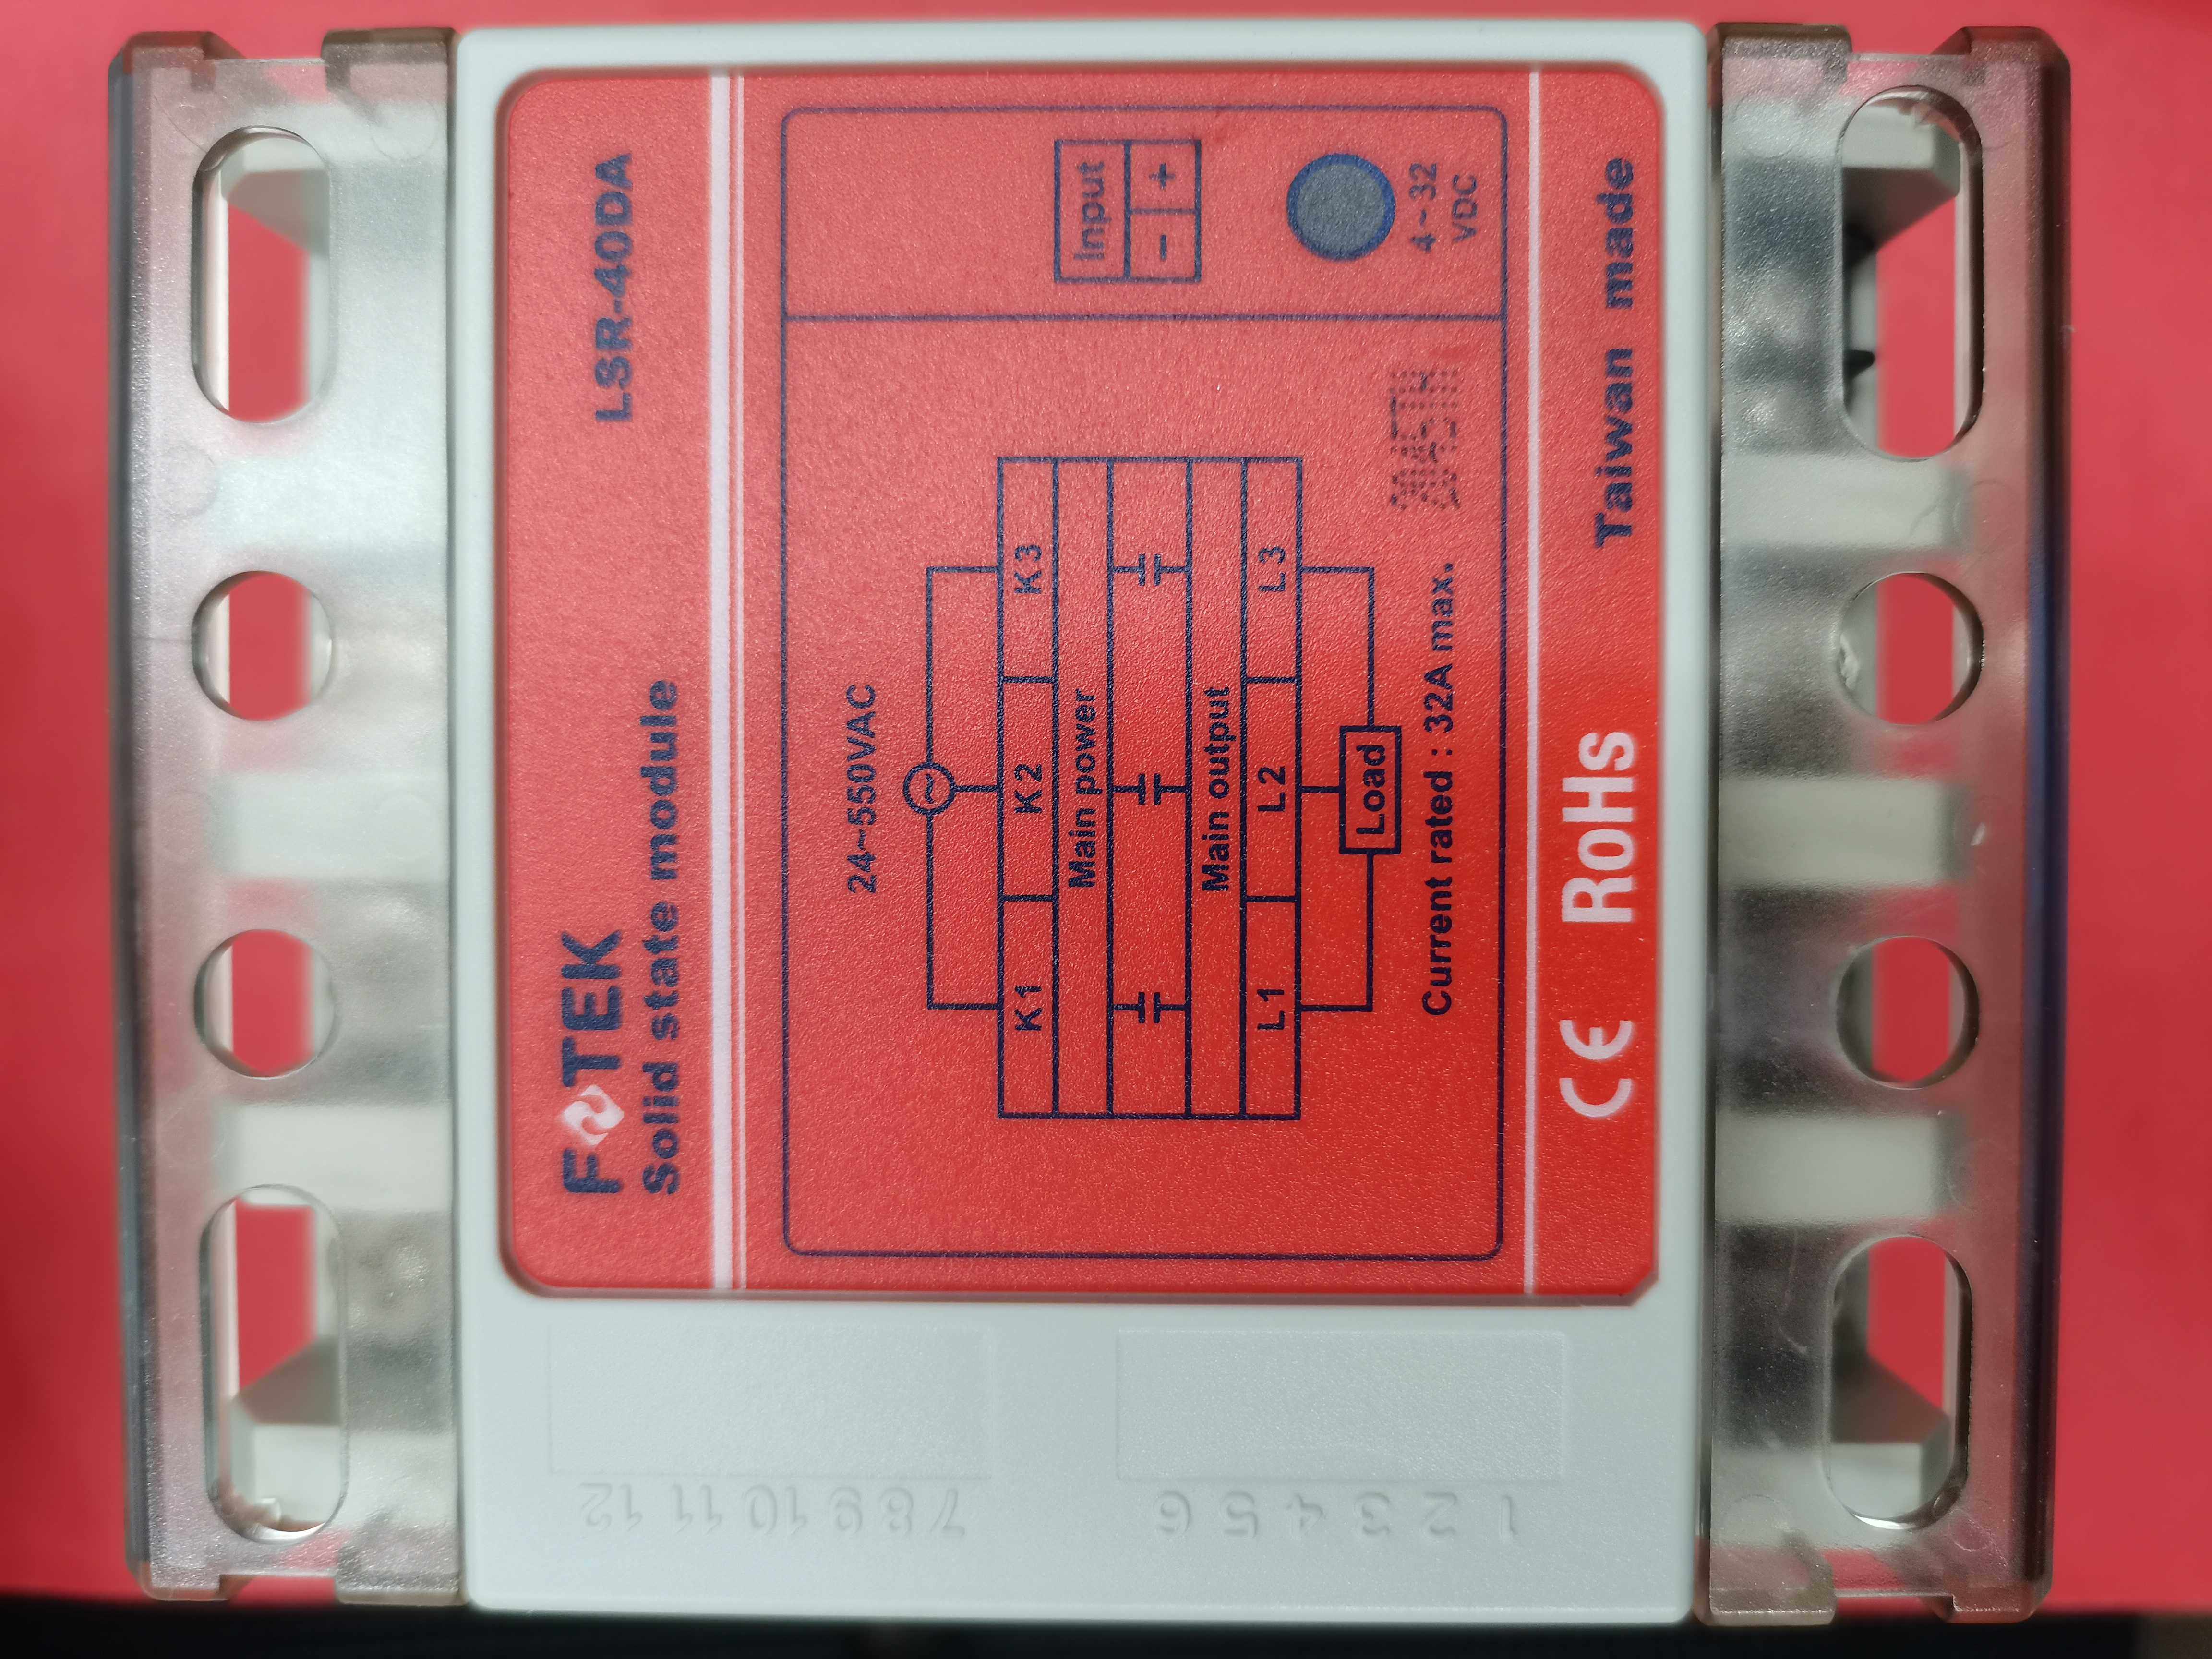 FOTEK
Solid state module
LSR-40DA
24~550VAC
K1 K2 K3
Main power
Main output
L1 L2 L3
Load
Current rated : 32A max.
Input
− +
4~32
VDC
CE RoHs
Taiwan made
7 8 9 10 11 12
1 2 3 4 5 6